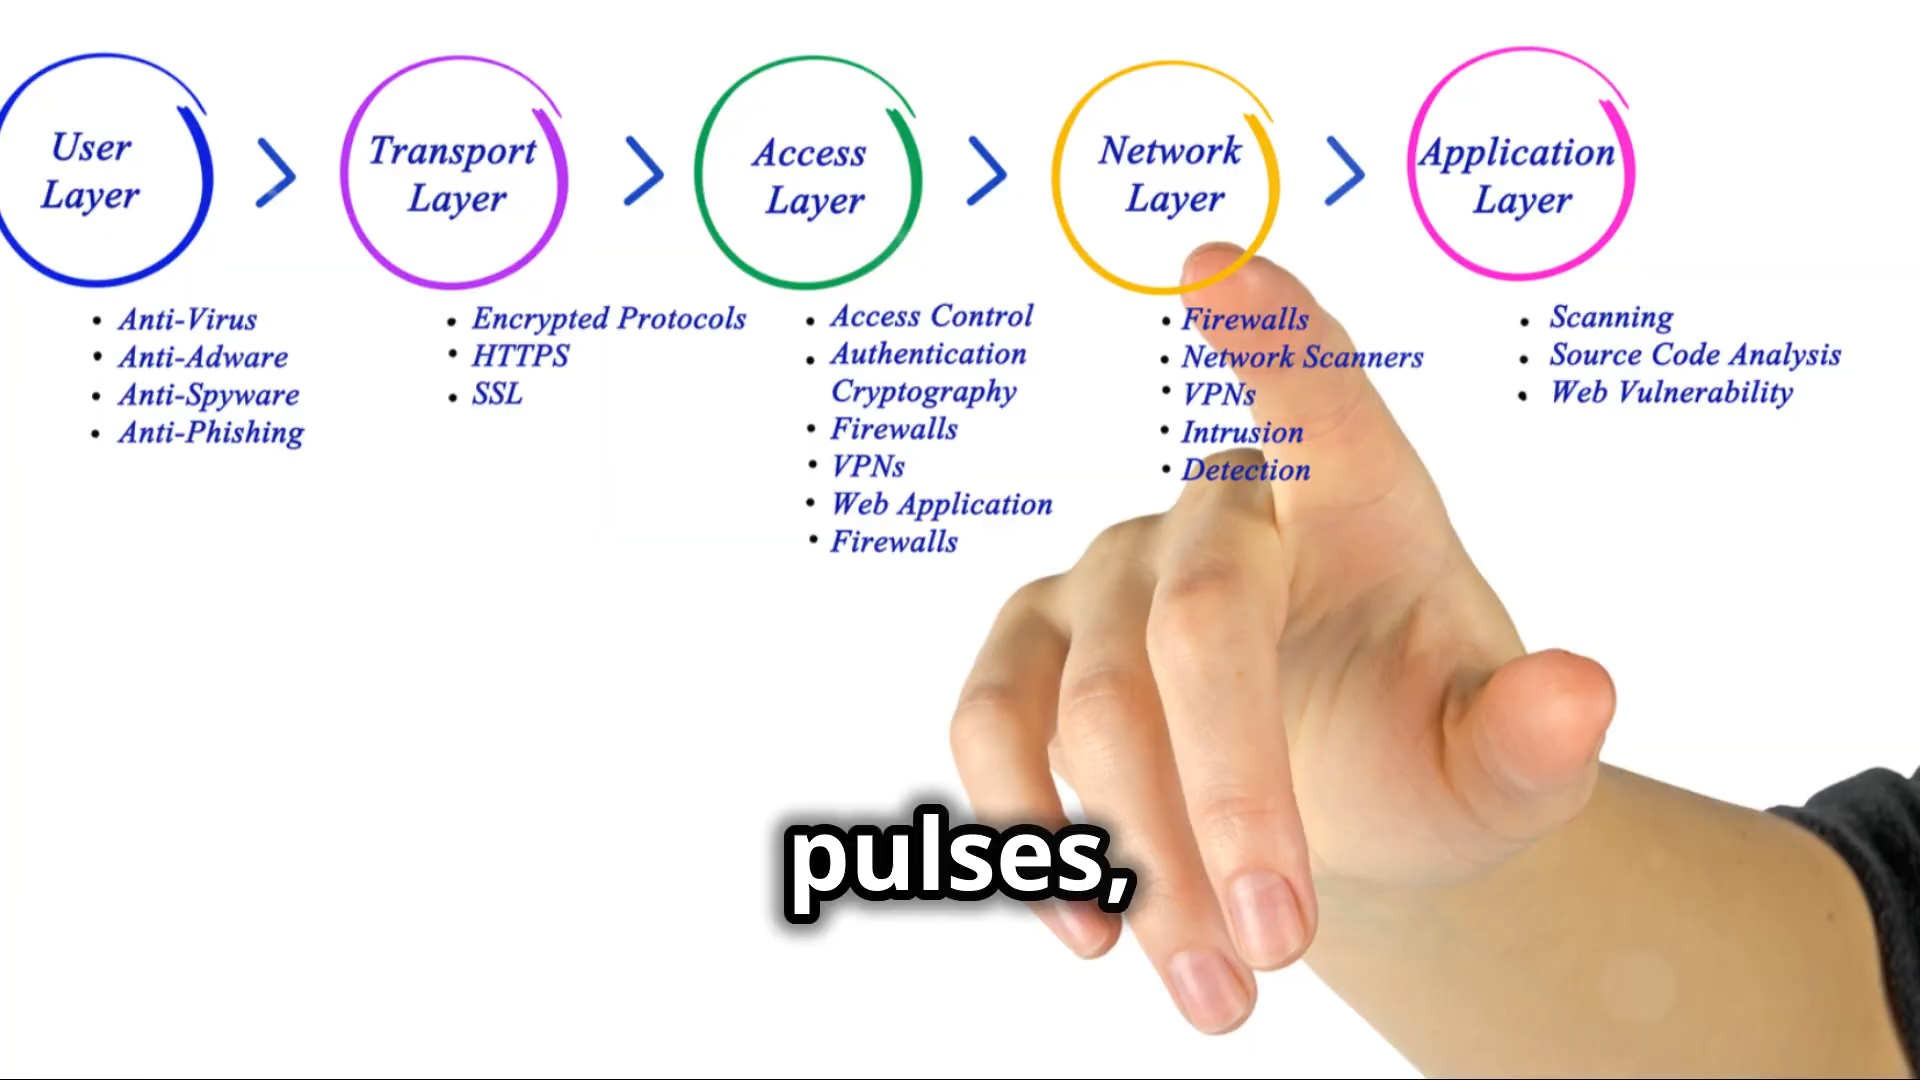 User
Layer
Transport
Layer
Access
Layer
Network
Layer
Application
Layer
• Anti-Virus
• Anti-Adware
• Anti-Spyware
• Anti-Phishing
• Encrypted Protocols
• HTTPS
• SSL
• Access Control
• Authentication
Cryptography
• Firewalls
• VPNs
• Web Application
• Firewalls
• Firewalls
• Network Scanners
• VPNs
• Intrusion
• Detection
• Scanning
• Source Code Analysis
• Web Vulnerability
pulses,